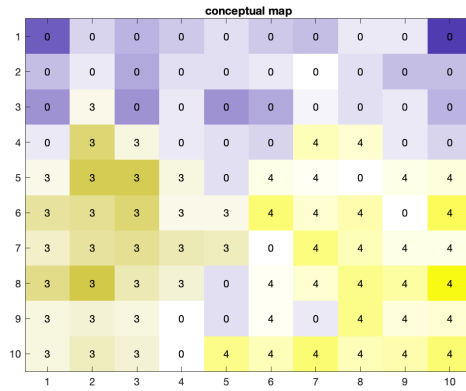 conceptual map
1 0 0 0 0 0 0 0 0 0 0
2 0 0 0 0 0 0 0 0 0 0
3 0 3 0 0 0 0 0 0 0 0
4 0 3 3 0 0 0 4 4 0 0
5 3 3 3 3 0 4 4 0 4 4
6 3 3 3 3 3 4 4 4 0 4
7 3 3 3 3 3 0 4 4 4 4
8 3 3 3 3 0 4 4 4 4 4
9 3 3 3 0 0 4 0 4 4 4
10 3 3 3 0 4 4 4 4 4 4
1 2 3 4 5 6 7 8 9 10